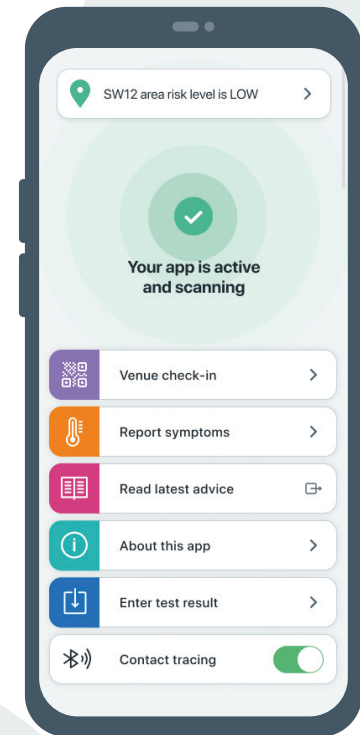 SW12 area risk level is LOW
Your app is active
and scanning
Venue check-in
Report symptoms
Read latest advice
About this app
Enter test result
Contact tracing